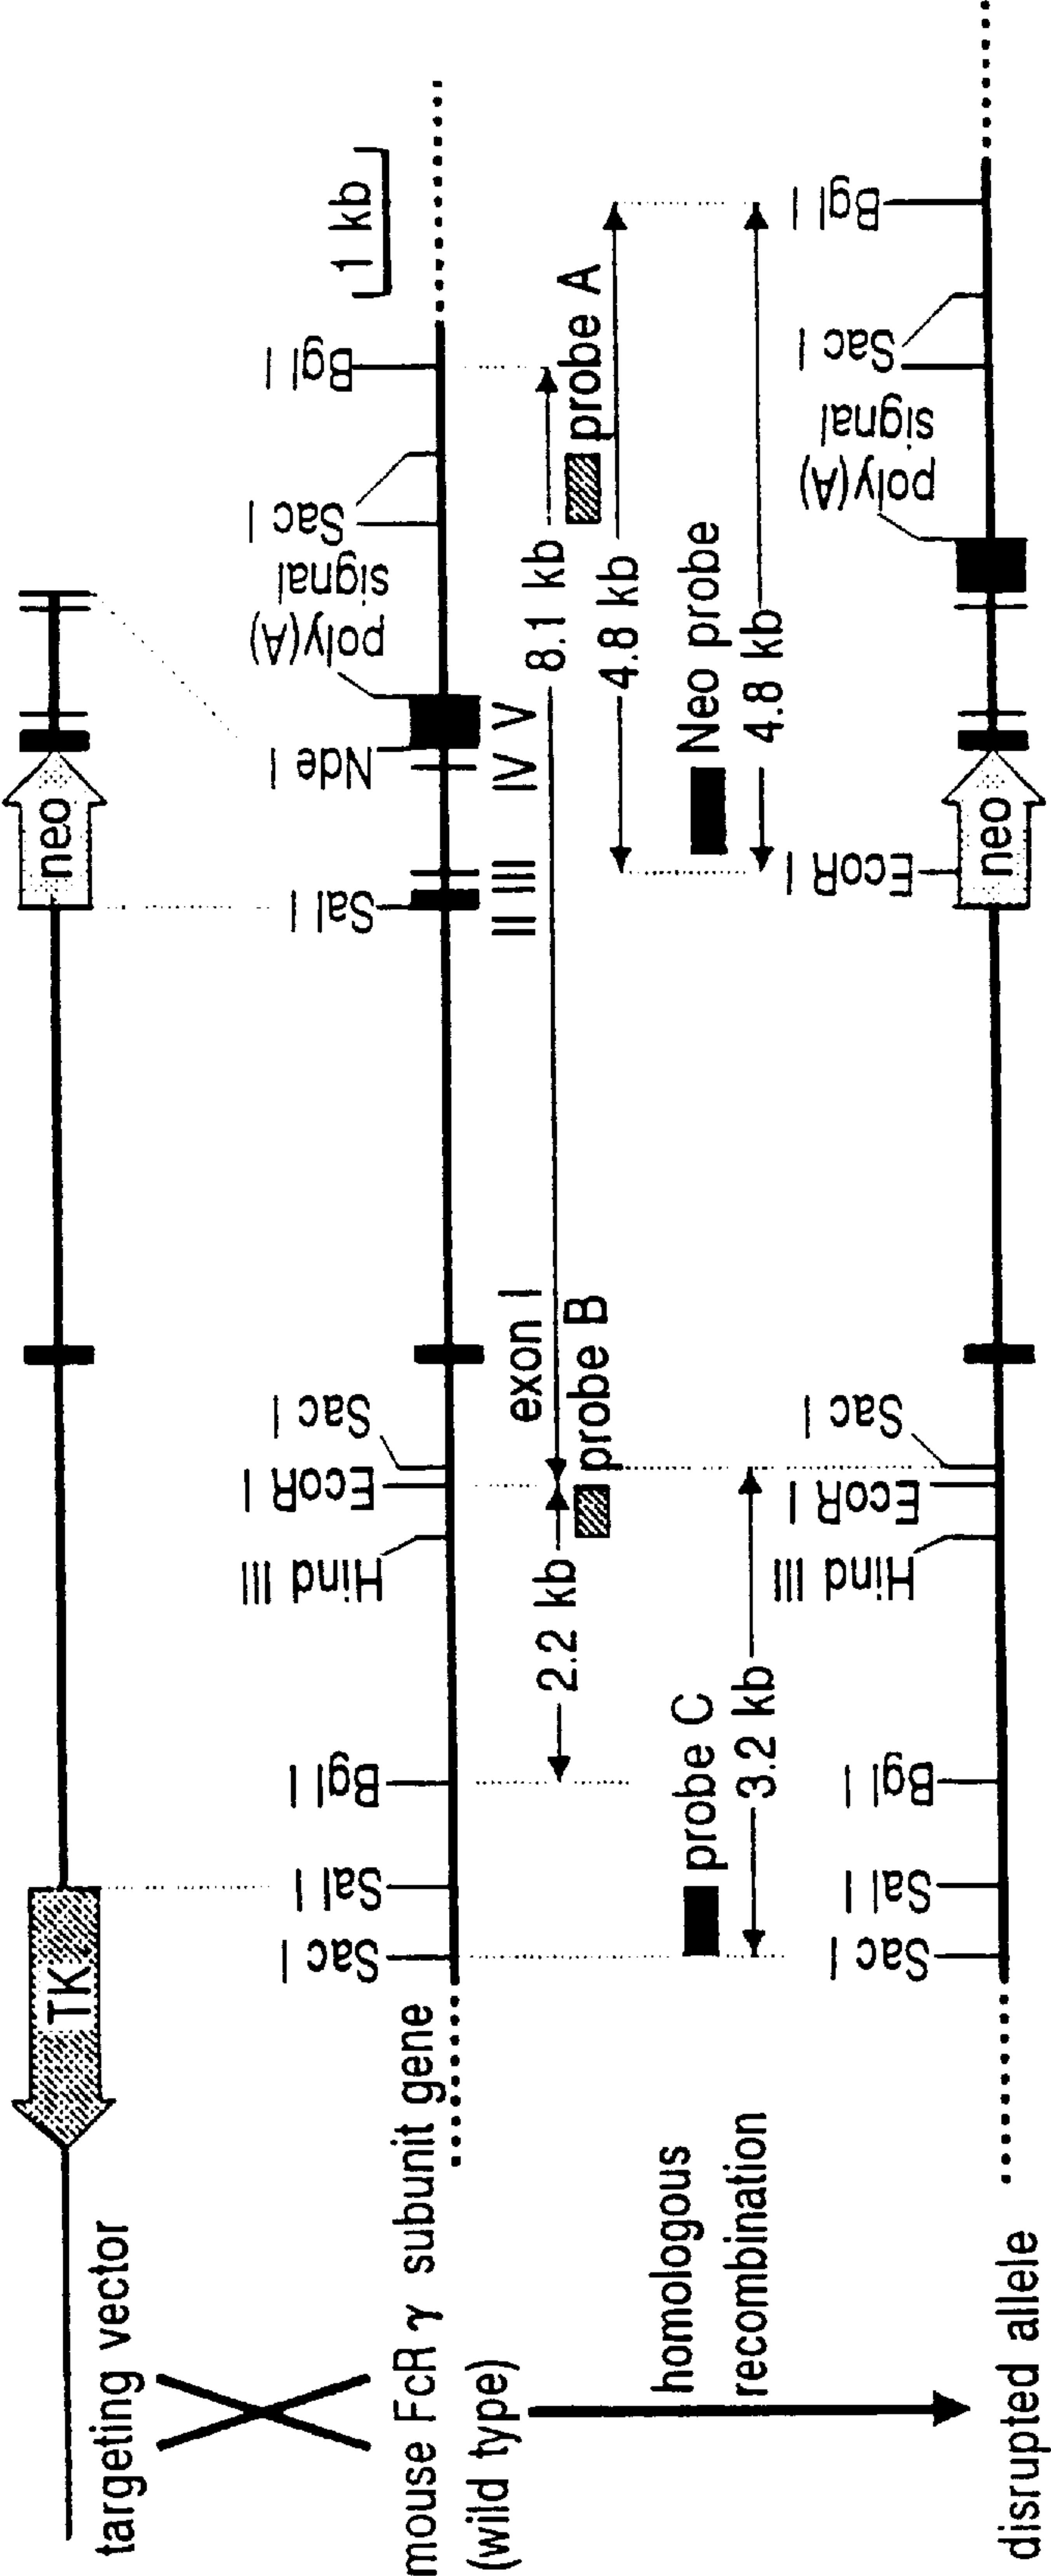 targeting vector
TK
neo
mouse FcR γ subunit gene
(wild type)
Sac I
Sal I
Bgl I
Hind III
EcoR I
Sac I
Sal I
Nde I
poly(A)
signal
Sac I
Bgl I
1 kb
exon I
II III IV V
2.2 kb
8.1 kb
probe B
probe A
4.8 kb
probe C
Neo probe
3.2 kb
4.8 kb
homologous
recombination
disrupted allele
Sac I
Sal I
Bgl I
Hind III
EcoR I
Sac I
EcoR I
neo
poly(A)
signal
Sac I
Bgl I